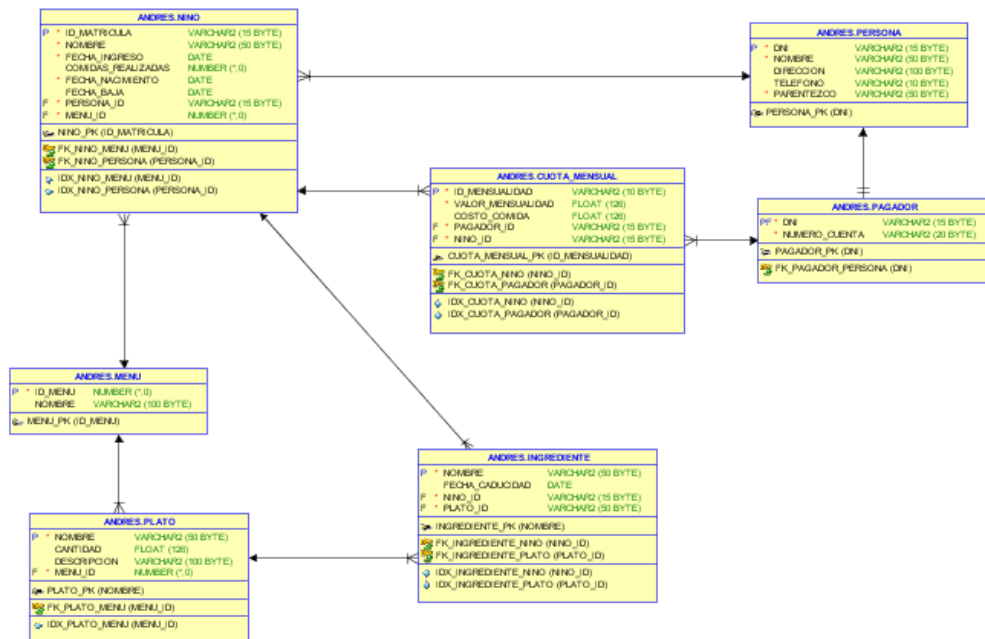 ANDRES.NINO
P * ID_MATRICULA VARCHAR2 (15 BYTE)
* NOMBRE VARCHAR2 (50 BYTE)
* FECHA_INGRESO DATE
COMIDAS_REALIZADAS NUMBER (*,0)
* FECHA_NACIMIENTO DATE
FECHA_BAJA DATE
F * PERSONA_ID VARCHAR2 (15 BYTE)
F * MENU_ID NUMBER (*,0)
NINO_PK (ID_MATRICULA)
FK_NINO_MENU (MENU_ID)
FK_NINO_PERSONA (PERSONA_ID)
IDX_NINO_MENU (MENU_ID)
IDX_NINO_PERSONA (PERSONA_ID)
ANDRES.PERSONA
P * DNI VARCHAR2 (15 BYTE)
* NOMBRE VARCHAR2 (50 BYTE)
DIRECCION VARCHAR2 (100 BYTE)
TELEFONO VARCHAR2 (10 BYTE)
* PARENTEZCO VARCHAR2 (50 BYTE)
PERSONA_PK (DNI)
ANDRES.CUOTA_MENSUAL
P * ID_MENSUALIDAD VARCHAR2 (10 BYTE)
* VALOR_MENSUALIDAD FLOAT (126)
COSTO_COMIDA FLOAT (126)
F * PAGADOR_ID VARCHAR2 (15 BYTE)
F * NINO_ID VARCHAR2 (15 BYTE)
CUOTA_MENSUAL_PK (ID_MENSUALIDAD)
FK_CUOTA_NINO (NINO_ID)
FK_CUOTA_PAGADOR (PAGADOR_ID)
IDX_CUOTA_NINO (NINO_ID)
IDX_CUOTA_PAGADOR (PAGADOR_ID)
ANDRES.PAGADOR
PF * DNI VARCHAR2 (15 BYTE)
* NUMERO_CUENTA VARCHAR2 (20 BYTE)
PAGADOR_PK (DNI)
FK_PAGADOR_PERSONA (DNI)
ANDRES.MENU
P * ID_MENU NUMBER (*,0)
NOMBRE VARCHAR2 (100 BYTE)
MENU_PK (ID_MENU)
ANDRES.INGREDIENTE
P * NOMBRE VARCHAR2 (50 BYTE)
FECHA_CADUCIDAD DATE
F * NINO_ID VARCHAR2 (15 BYTE)
F * PLATO_ID VARCHAR2 (50 BYTE)
INGREDIENTE_PK (NOMBRE)
FK_INGREDIENTE_NINO (NINO_ID)
FK_INGREDIENTE_PLATO (PLATO_ID)
IDX_INGREDIENTE_NINO (NINO_ID)
IDX_INGREDIENTE_PLATO (PLATO_ID)
ANDRES.PLATO
P * NOMBRE VARCHAR2 (50 BYTE)
CANTIDAD FLOAT (126)
DESCRIPCION VARCHAR2 (100 BYTE)
F * MENU_ID NUMBER (*,0)
PLATO_PK (NOMBRE)
FK_PLATO_MENU (MENU_ID)
IDX_PLATO_MENU (MENU_ID)